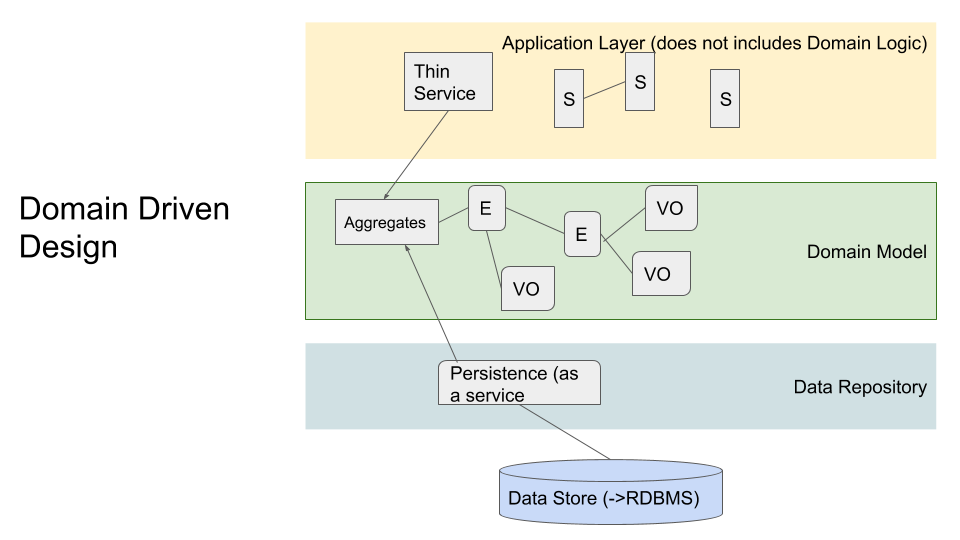 Domain Driven
Design
Application Layer (does not includes Domain Logic)
Thin
Service
S
S
S
Aggregates
E
E
VO
VO
VO
Domain Model
Persistence (as
a service
Data Repository
Data Store (->RDBMS)